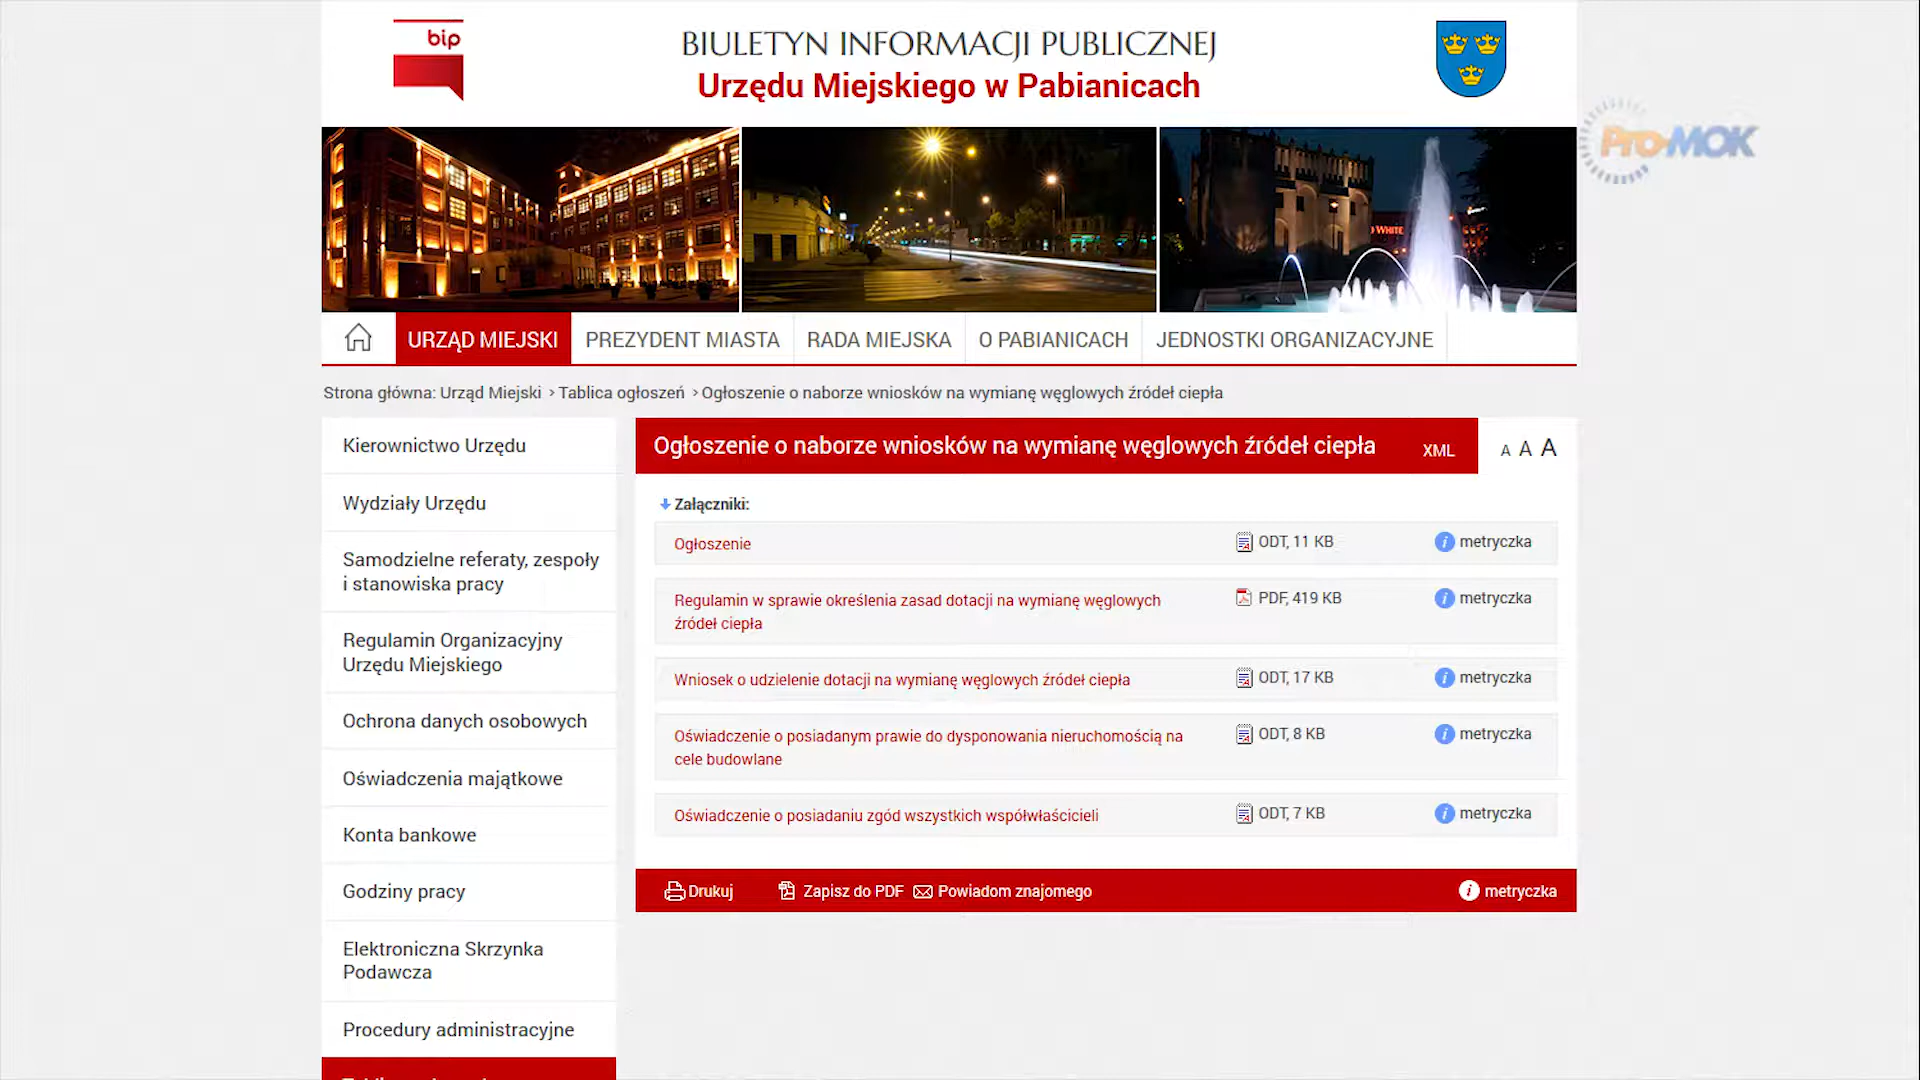 bip
BIULETYN INFORMACJI PUBLICZNEJ
Urzędu Miejskiego w Pabianicach
Pro-MOK
WHITE
URZĄD MIEJSKI
PREZYDENT MIASTA
RADA MIEJSKA
O PABIANICACH
JEDNOSTKI ORGANIZACYJNE
Strona główna: Urząd Miejski › Tablica ogłoszeń › Ogłoszenie o naborze wniosków na wymianę węglowych źródeł ciepła
Kierownictwo Urzędu
Wydziały Urzędu
Samodzielne referaty, zespoły
i stanowiska pracy
Regulamin Organizacyjny
Urzędu Miejskiego
Ochrona danych osobowych
Oświadczenia majątkowe
Konta bankowe
Godziny pracy
Elektroniczna Skrzynka
Podawcza
Procedury administracyjne
Ogłoszenie o naborze wniosków na wymianę węglowych źródeł ciepła
XML
A A A
Załączniki:
Ogłoszenie
ODT, 11 KB
metryczka
Regulamin w sprawie określenia zasad dotacji na wymianę węglowych
źródeł ciepła
PDF, 419 KB
metryczka
Wniosek o udzielenie dotacji na wymianę węglowych źródeł ciepła
ODT, 17 KB
metryczka
Oświadczenie o posiadanym prawie do dysponowania nieruchomością na
cele budowlane
ODT, 8 KB
metryczka
Oświadczenie o posiadaniu zgód wszystkich współwłaścicieli
ODT, 7 KB
metryczka
Drukuj
Zapisz do PDF
Powiadom znajomego
metryczka